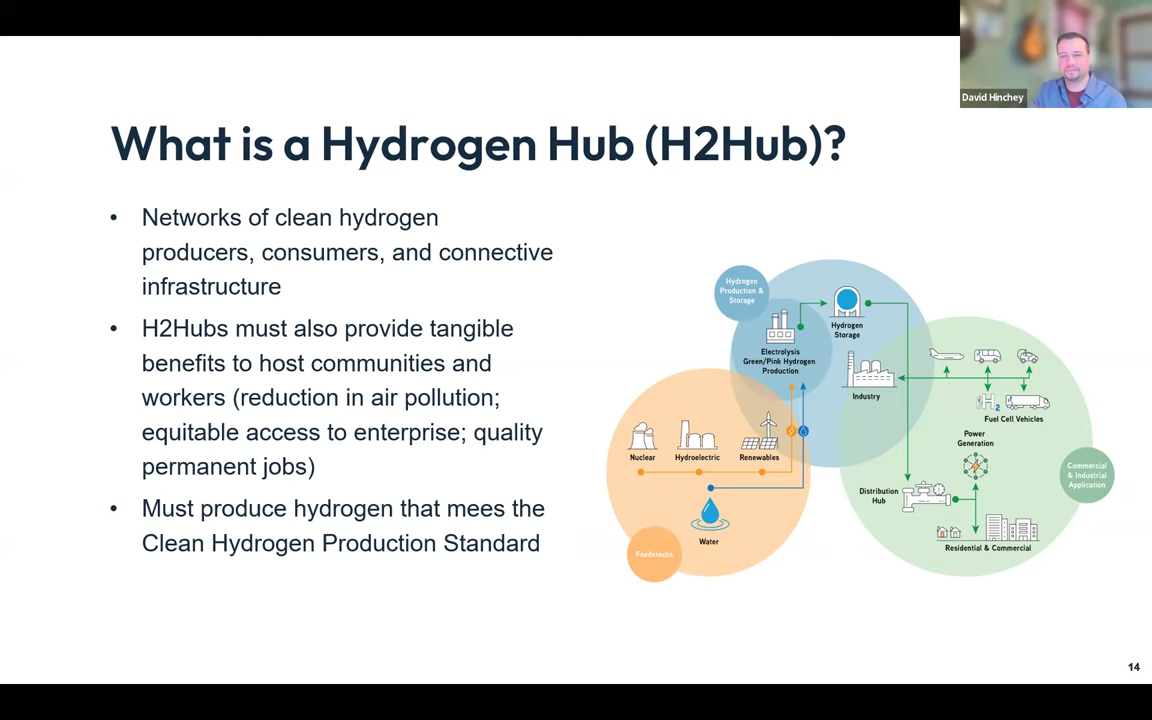 David Hinchey
What is a Hydrogen Hub (H2Hub)?
• Networks of clean hydrogen
producers, consumers, and connective
infrastructure
• H2Hubs must also provide tangible
benefits to host communities and
workers (reduction in air pollution;
equitable access to enterprise; quality
permanent jobs)
• Must produce hydrogen that mees the
Clean Hydrogen Production Standard
Hydrogen
Production &
Storage
Electrolysis
Green/Pink Hydrogen
Production
Hydrogen
Storage
Industry
Nuclear
Hydroelectric
Renewables
Water
Feedstocks
H2
Fuel Cell Vehicles
Power
Generation
Distribution
Hub
Residential & Commercial
Commercial
& Industrial
Application
14